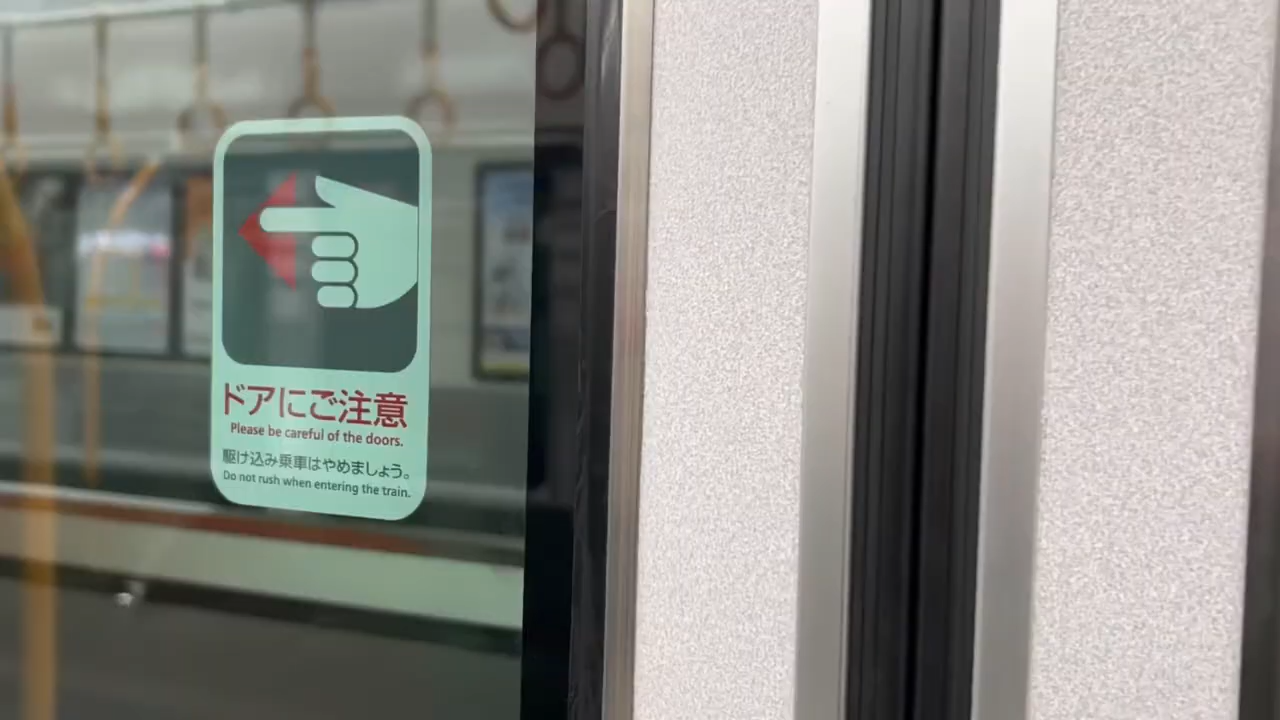 ドアにご注意
Please be careful of the doors.
駆け込み乗車はやめましょう。
Do not rush when entering the train.